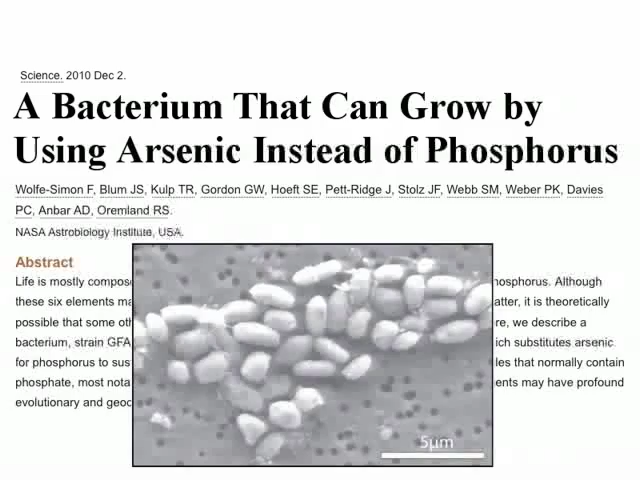 Science. 2010 Dec 2.
A Bacterium That Can Grow by
Using Arsenic Instead of Phosphorus
Wolfe-Simon F, Blum JS, Kulp TR, Gordon GW, Hoeft SE, Pett-Ridge J, Stolz JF, Webb SM, Weber PK, Davies
PC, Anbar AD, Oremland RS.
NASA Astrobiology Institute, USA.
Abstract
Life is mostly compos hosphorus. Although
these six elements ma atter, it is theoretically
possible that some ot re, we describe a
bacterium, strain GFA ich substitutes arsenic
for phosphorus to sus les that normally contain
phosphate, most nota ents may have profound
evolutionary and geoc
5μm